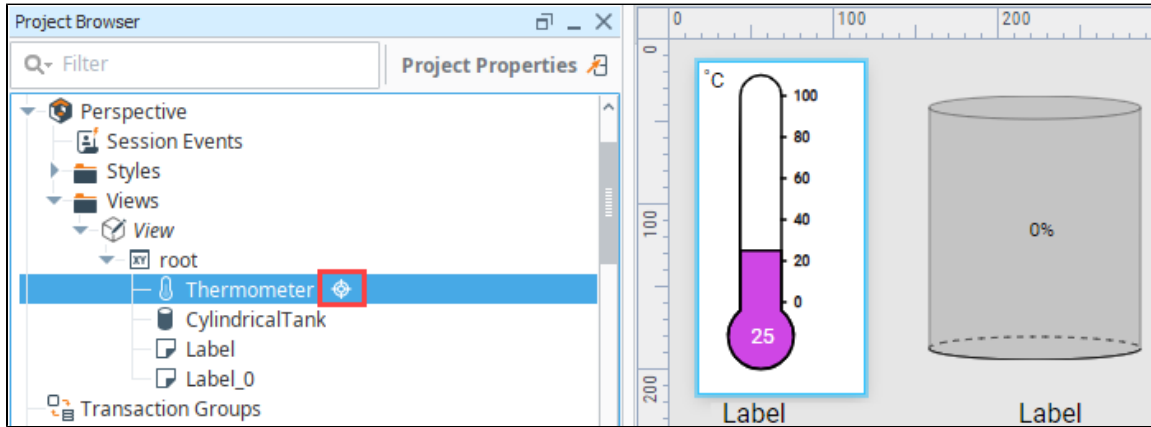 Project Browser
Filter
Project Properties
Perspective
Session Events
Styles
Views
View
root
Thermometer
CylindricalTank
Label
Label_0
Transaction Groups
0 100 200
0
100
200
°C
100
80
60
40
20
0
25
0%
Label Label